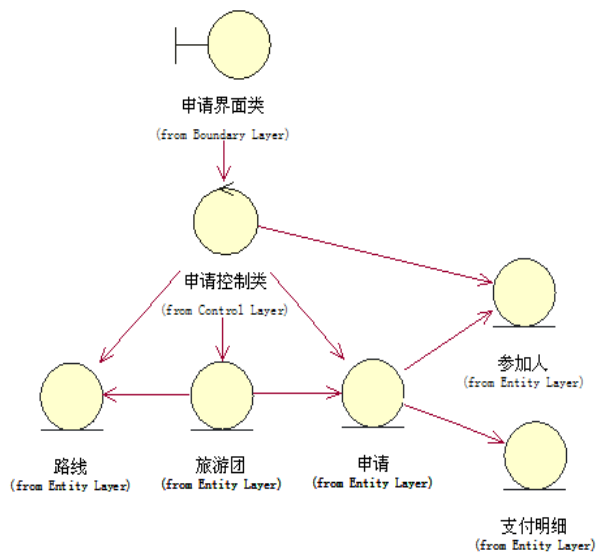 申请界面类
(from Boundary Layer)
申请控制类
(from Control Layer)
参加人
(from Entity Layer)
路线
(from Entity Layer)
旅游团
(from Entity Layer)
申请
(from Entity Layer)
支付明细
(from Entity Layer)